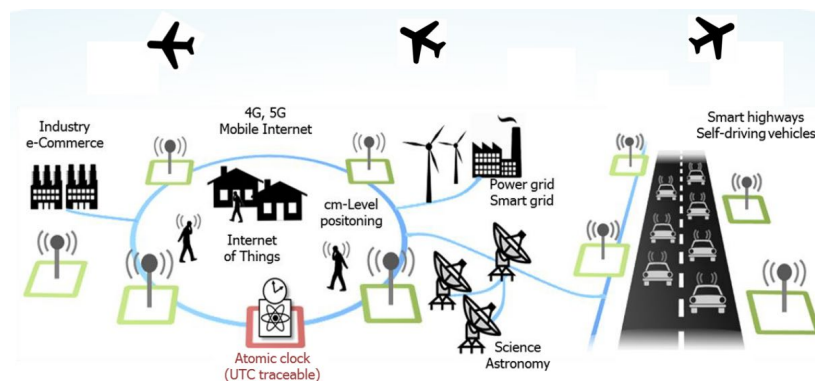 Industry
e-Commerce
4G, 5G
Mobile Internet
Internet
of Things
cm-Level
positoning
Atomic clock
(UTC traceable)
Power grid
Smart grid
Science
Astronomy
Smart highways
Self-driving vehicles